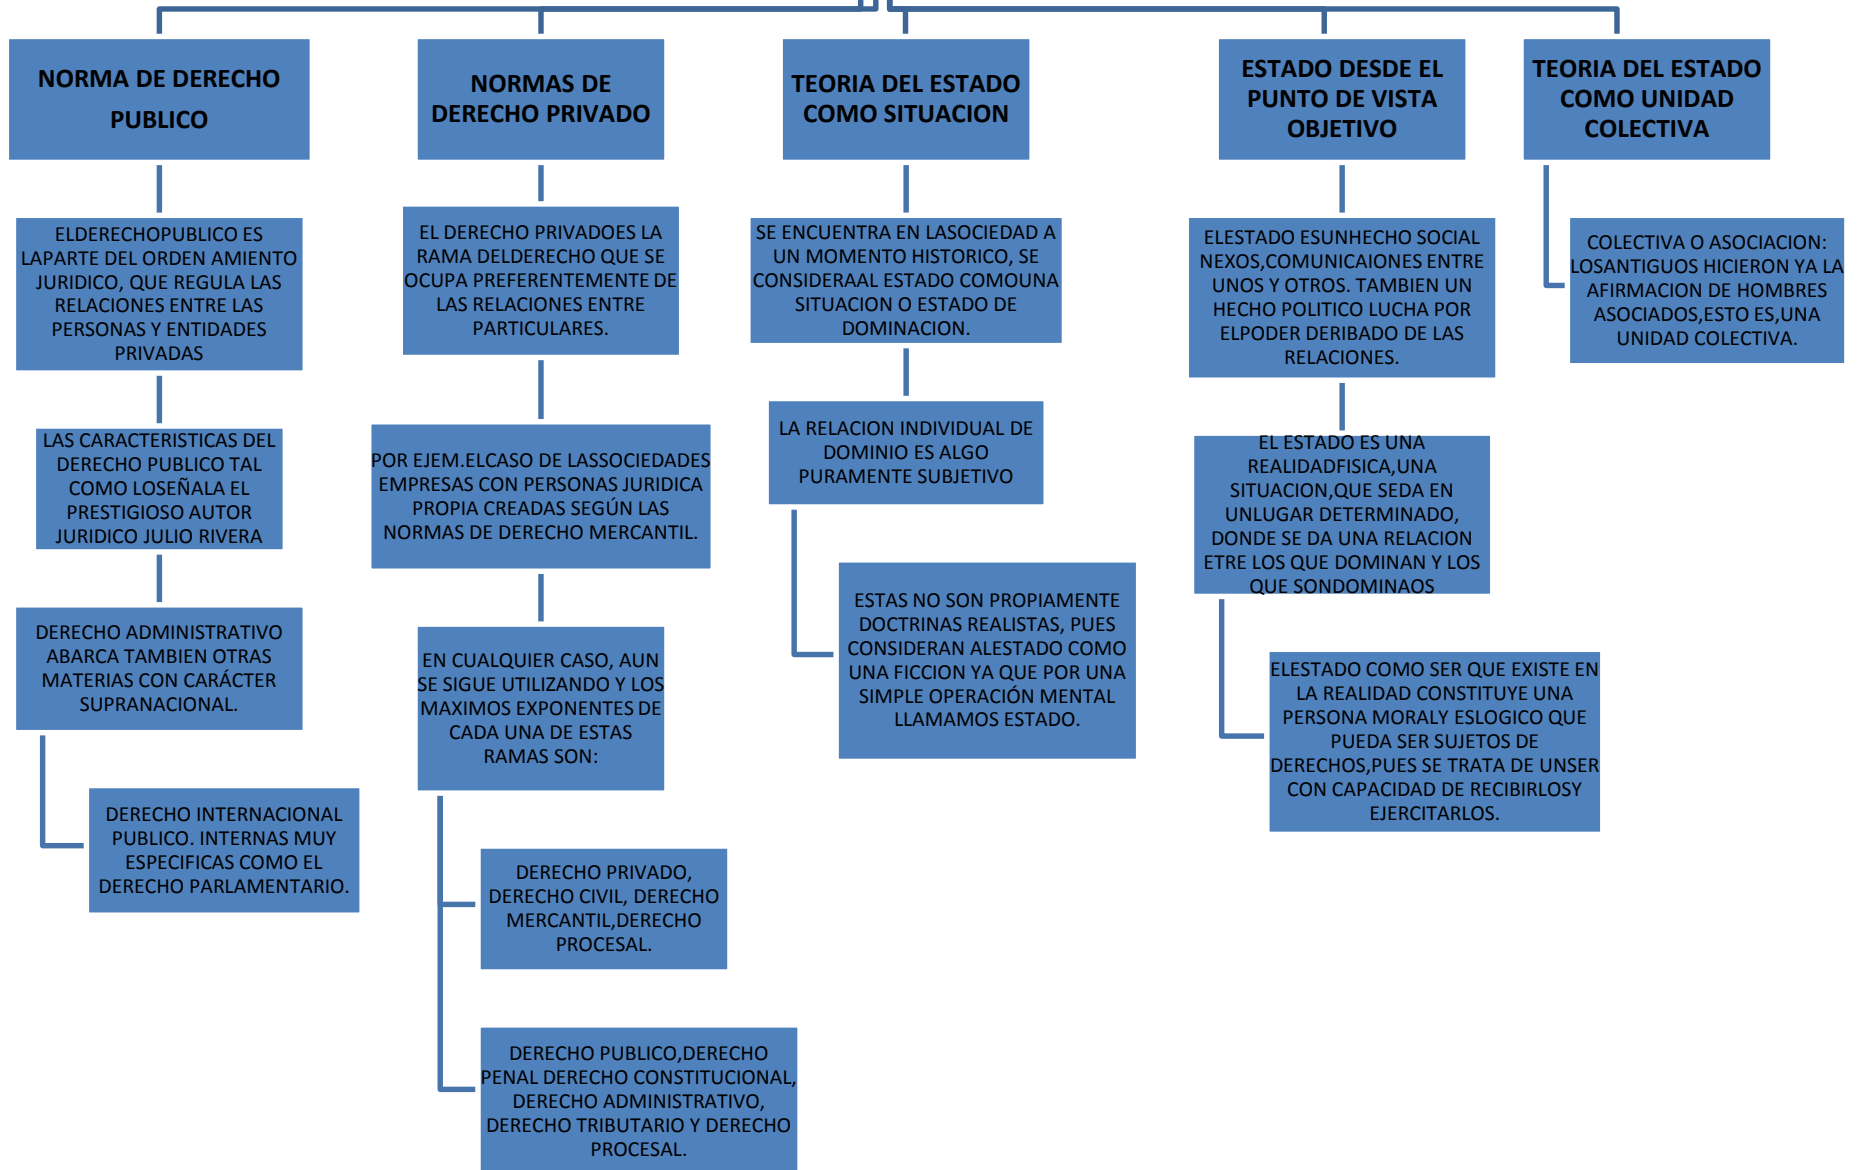 NORMA DE DERECHO
PUBLICO
ELDERECHOPUBLICO ES
LAPARTE DEL ORDEN AMIENTO
JURIDICO, QUE REGULA LAS
RELACIONES ENTRE LAS
PERSONAS Y ENTIDADES
PRIVADAS
LAS CARACTERISTICAS DEL
DERECHO PUBLICO TAL
COMO LOSEÑALA EL
PRESTIGIOSO AUTOR
JURIDICO JULIO RIVERA
DERECHO ADMINISTRATIVO
ABARCA TAMBIEN OTRAS
MATERIAS CON CARÁCTER
SUPRANACIONAL.
DERECHO INTERNACIONAL
PUBLICO. INTERNAS MUY
ESPECIFICAS COMO EL
DERECHO PARLAMENTARIO.
NORMAS DE
DERECHO PRIVADO
EL DERECHO PRIVADOES LA
RAMA DELDERECHO QUE SE
OCUPA PREFERENTEMENTE DE
LAS RELACIONES ENTRE
PARTICULARES.
POR EJEM.ELCASO DE LASSOCIEDADES
EMPRESAS CON PERSONAS JURIDICA
PROPIA CREADAS SEGÚN LAS
NORMAS DE DERECHO MERCANTIL.
EN CUALQUIER CASO, AUN
SE SIGUE UTILIZANDO Y LOS
MAXIMOS EXPONENTES DE
CADA UNA DE ESTAS
RAMAS SON:
DERECHO PRIVADO,
DERECHO CIVIL, DERECHO
MERCANTIL,DERECHO
PROCESAL.
DERECHO PUBLICO,DERECHO
PENAL DERECHO CONSTITUCIONAL,
DERECHO ADMINISTRATIVO,
DERECHO TRIBUTARIO Y DERECHO
PROCESAL.
TEORIA DEL ESTADO
COMO SITUACION
SE ENCUENTRA EN LASOCIEDAD A
UN MOMENTO HISTORICO, SE
CONSIDERAAL ESTADO COMOUNA
SITUACION O ESTADO DE
DOMINACION.
LA RELACION INDIVIDUAL DE
DOMINIO ES ALGO
PURAMENTE SUBJETIVO
ESTAS NO SON PROPIAMENTE
DOCTRINAS REALISTAS, PUES
CONSIDERAN ALESTADO COMO
UNA FICCION YA QUE POR UNA
SIMPLE OPERACIÓN MENTAL
LLAMAMOS ESTADO.
ESTADO DESDE EL
PUNTO DE VISTA
OBJETIVO
ELESTADO ESUNHECHO SOCIAL
NEXOS,COMUNICAIONES ENTRE
UNOS Y OTROS. TAMBIEN UN
HECHO POLITICO LUCHA POR
ELPODER DERIBADO DE LAS
RELACIONES.
EL ESTADO ES UNA
REALIDADFISICA,UNA
SITUACION,QUE SEDA EN
UNLUGAR DETERMINADO,
DONDE SE DA UNA RELACION
ETRE LOS QUE DOMINAN Y LOS
QUE SONDOMINAOS
ELESTADO COMO SER QUE EXISTE EN
LA REALIDAD CONSTITUYE UNA
PERSONA MORALY ESLOGICO QUE
PUEDA SER SUJETOS DE
DERECHOS,PUES SE TRATA DE UNSER
CON CAPACIDAD DE RECIBIRLOSY
EJERCITARLOS.
TEORIA DEL ESTADO
COMO UNIDAD
COLECTIVA
COLECTIVA O ASOCIACION:
LOSANTIGUOS HICIERON YA LA
AFIRMACION DE HOMBRES
ASOCIADOS,ESTO ES,UNA
UNIDAD COLECTIVA.